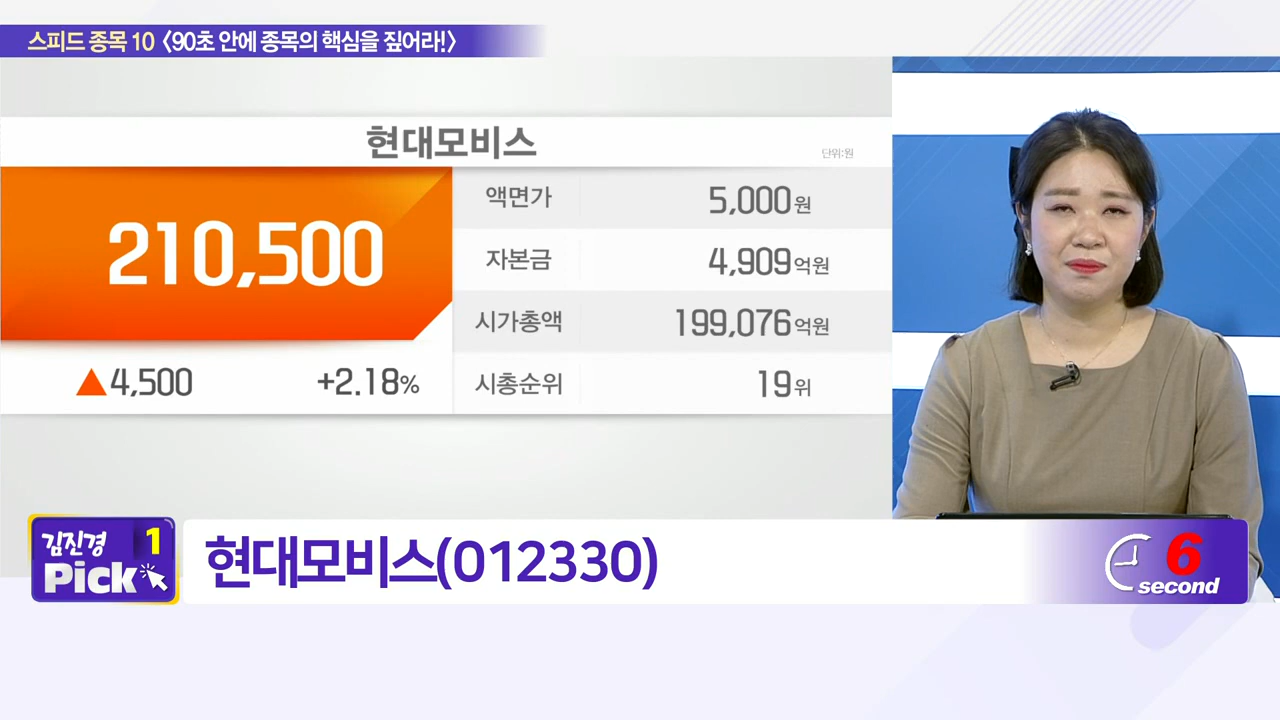 스피드 종목 10 <90초 안에 종목의 핵심을 짚어라!>
현대모비스
단위:원
210,500
▲4,500 +2.18%
액면가 5,000원
자본금 4,909억원
시가총액 199,076억원
시총순위 19위
김진경 1
Pick
현대모비스(012330)
6
second